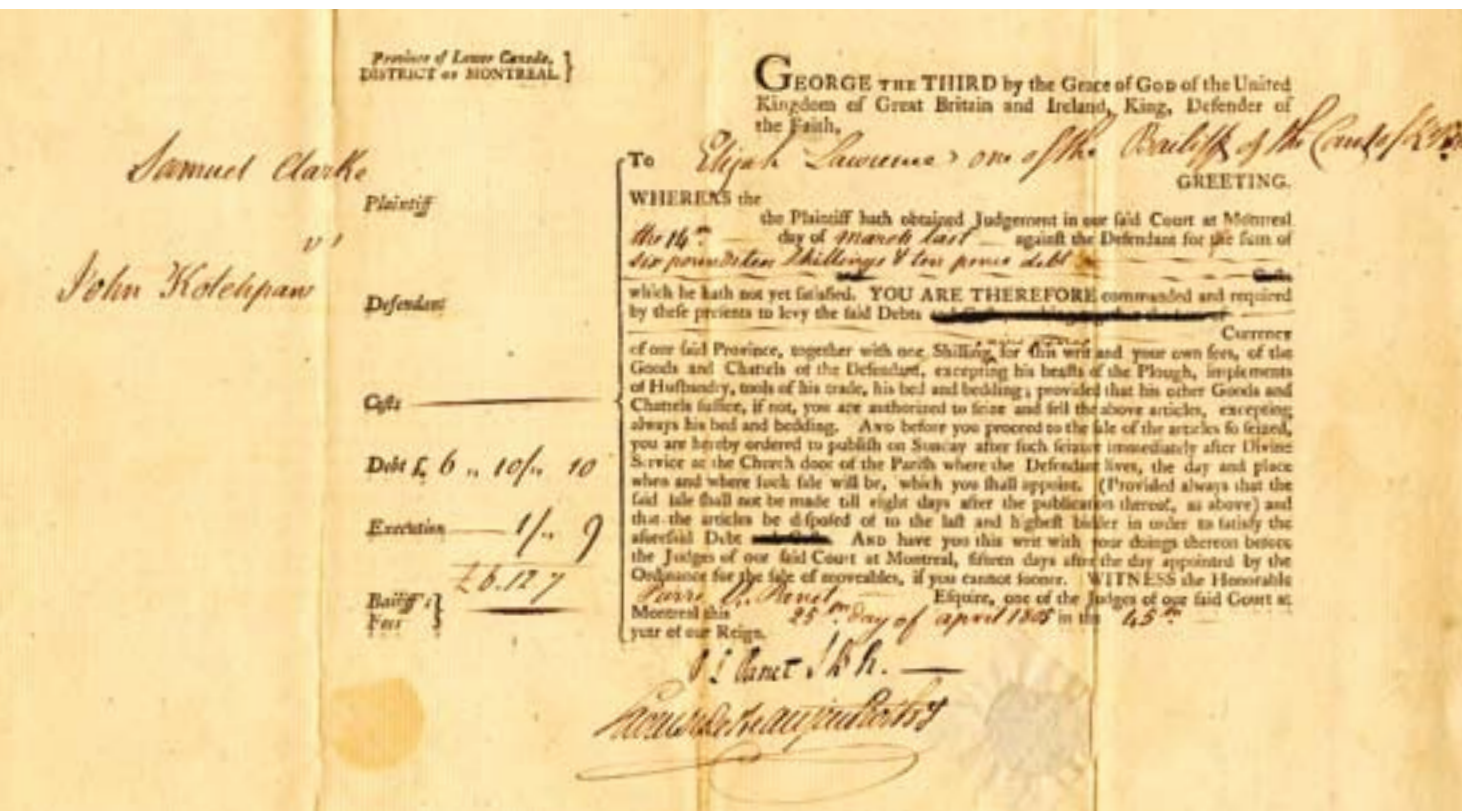 Province of Lower Canada,
DISTRICT OF MONTREAL.
GEORGE THE THIRD by the Grace of GOD of the United
Kingdom of Great Britain and Ireland, King, Defender of
the Faith,
Samuel Clarke
Plaintiff
vs
John Kotchpaw
Defendant
Costs
Debt £ 6 .. 10/.. 10
Execution 1/.. 9
£6.12 7
Bailiff's
Fees
To Elijah Lawrence one of the Bailiffs of the Court of
GREETING.
WHEREAS the
the Plaintiff hath obtained Judgement in our said Court at Montreal
the 14th day of March last against the Defendant for the sum of
six pounds ten Shillings & ten pence debt
Costs
which he hath not yet satisfied. YOU ARE THEREFORE commanded and required
by these presents to levy the said Debts
Currency
of our said Province, together with one Shilling for this writ and your own fees, of the
Goods and Chattels of the Defendant, excepting his beasts of the Plough, implements
of Husbandry, tools of his trade, his bed and bedding; provided that his other Goods and
Chattels suffice, if not, you are authorized to seize and sell the above articles, excepting
always his bed and bedding. AND before you proceed to the sale of the articles so seized,
you are hereby ordered to publish on Sunday after such seizure immediately after Divine
Service at the Church door of the Parish where the Defendant lives, the day and place
when and where such sale will be, which you shall appoint. (Provided always that the
said sale shall not be made till eight days after the publication thereof, as above) and
that the articles be disposed of to the last and highest bidder in order to satisfy the
aforesaid Debt AND have you this writ with your doings thereon before
the Judges of our said Court at Montreal, fifteen days after the day appointed by the
Ordinance for the sale of moveables, if you cannot sooner. WITNESS the Honorable
Panet Esquire, one of the Judges of our said Court at
Montreal this 25th day of april 1805 in the 45th
year of our Reign.
P L Panet